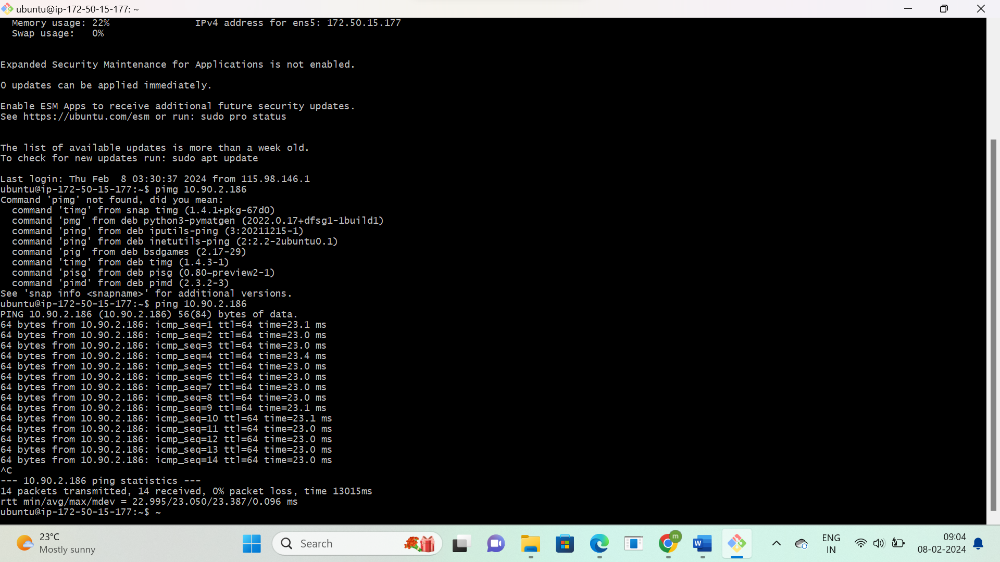 ubuntu@ip-172-50-15-177: ~
Memory usage: 22%                IPv4 address for ens5: 172.50.15.177
Swap usage:   0%
Expanded Security Maintenance for Applications is not enabled.
0 updates can be applied immediately.
Enable ESM Apps to receive additional future security updates.
See https://ubuntu.com/esm or run: sudo pro status
The list of available updates is more than a week old.
To check for new updates run: sudo apt update
Last login: Thu Feb  8 03:30:37 2024 from 115.98.146.1
ubuntu@ip-172-50-15-177:~$ pimg 10.90.2.186
Command 'pimg' not found, did you mean:
  command 'timg' from snap timg (1.4.1+pkg-67d0)
  command 'pmg' from deb python3-pymatgen (2022.0.17+dfsg1-1build1)
  command 'ping' from deb iputils-ping (3:20211215-1)
  command 'ping' from deb inetutils-ping (2:2.2-2ubuntu0.1)
  command 'pig' from deb bsdgames (2.17-29)
  command 'timg' from deb timg (1.4.3-1)
  command 'pisg' from deb pisg (0.80~preview2-1)
  command 'pimd' from deb pimd (2.3.2-3)
See 'snap info <snapname>' for additional versions.
ubuntu@ip-172-50-15-177:~$ ping 10.90.2.186
PING 10.90.2.186 (10.90.2.186) 56(84) bytes of data.
64 bytes from 10.90.2.186: icmp_seq=1 ttl=64 time=23.1 ms
64 bytes from 10.90.2.186: icmp_seq=2 ttl=64 time=23.0 ms
64 bytes from 10.90.2.186: icmp_seq=3 ttl=64 time=23.0 ms
64 bytes from 10.90.2.186: icmp_seq=4 ttl=64 time=23.4 ms
64 bytes from 10.90.2.186: icmp_seq=5 ttl=64 time=23.0 ms
64 bytes from 10.90.2.186: icmp_seq=6 ttl=64 time=23.0 ms
64 bytes from 10.90.2.186: icmp_seq=7 ttl=64 time=23.0 ms
64 bytes from 10.90.2.186: icmp_seq=8 ttl=64 time=23.0 ms
64 bytes from 10.90.2.186: icmp_seq=9 ttl=64 time=23.1 ms
64 bytes from 10.90.2.186: icmp_seq=10 ttl=64 time=23.1 ms
64 bytes from 10.90.2.186: icmp_seq=11 ttl=64 time=23.0 ms
64 bytes from 10.90.2.186: icmp_seq=12 ttl=64 time=23.0 ms
64 bytes from 10.90.2.186: icmp_seq=13 ttl=64 time=23.0 ms
64 bytes from 10.90.2.186: icmp_seq=14 ttl=64 time=23.0 ms
^C
--- 10.90.2.186 ping statistics ---
14 packets transmitted, 14 received, 0% packet loss, time 13015ms
rtt min/avg/max/mdev = 22.995/23.050/23.387/0.096 ms
ubuntu@ip-172-50-15-177:~$ ~
23°C
Mostly sunny
Search
m
W
ENG
IN
09:04
08-02-2024